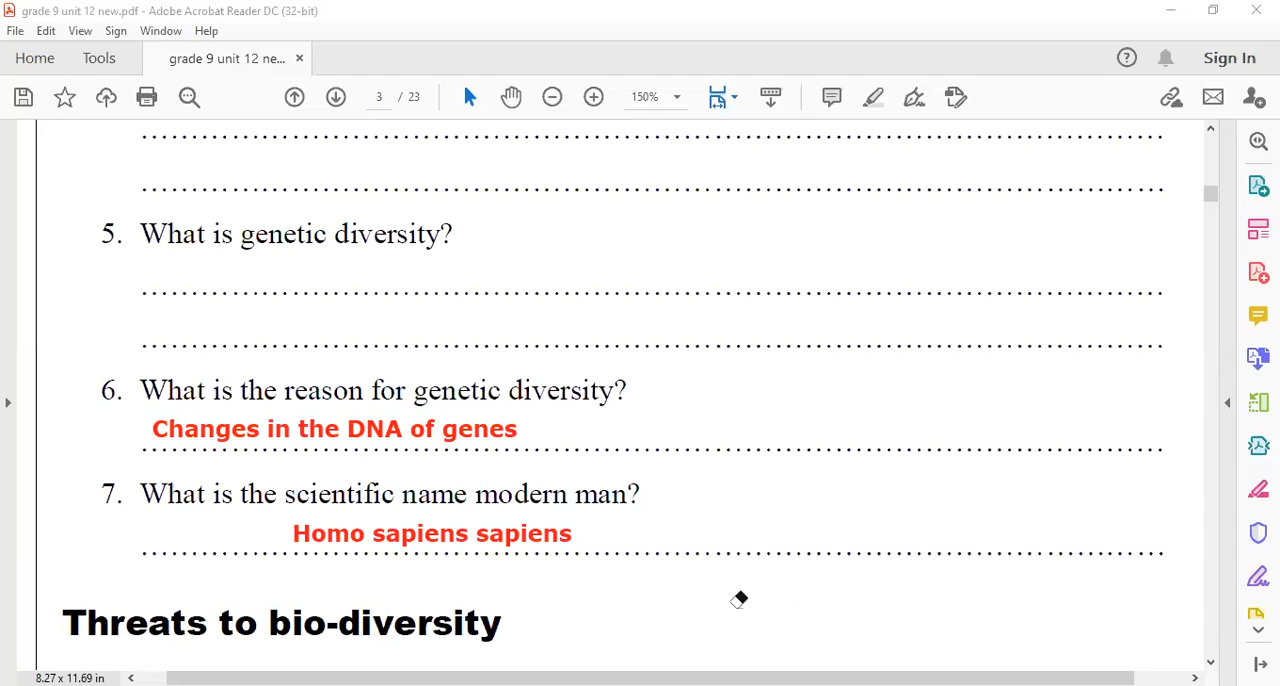 grade 9 unit 12 new.pdf - Adobe Acrobat Reader DC (32-bit)
File Edit View Sign Window Help
Home Tools grade 9 unit 12 ne... × Sign In
3 / 23 150%
5. What is genetic diversity?
6. What is the reason for genetic diversity?
Changes in the DNA of genes
7. What is the scientific name modern man?
Homo sapiens sapiens
Threats to bio-diversity
8.27 x 11.69 in